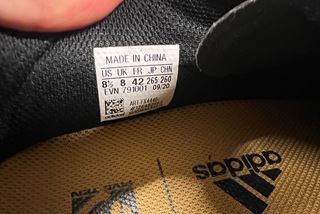 MADE IN CHINA
US UK FR JP CHN
8½ 8 42 265 260
EVN 791001 09/20
adidas